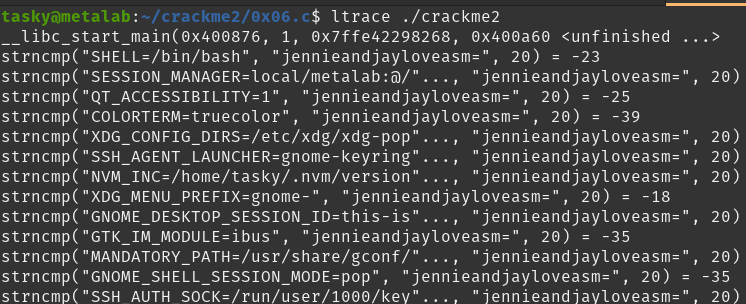 tasky@metalab:~/crackme2/0x06.c$ ltrace ./crackme2
__libc_start_main(0x400876, 1, 0x7ffe42298268, 0x400a60 <unfinished ...>
strncmp("SHELL=/bin/bash", "jennieandjayloveasm=", 20) = -23
strncmp("SESSION_MANAGER=local/metalab:@/"..., "jennieandjayloveasm=", 20)
strncmp("QT_ACCESSIBILITY=1", "jennieandjayloveasm=", 20) = -25
strncmp("COLORTERM=truecolor", "jennieandjayloveasm=", 20) = -39
strncmp("XDG_CONFIG_DIRS=/etc/xdg/xdg-pop"..., "jennieandjayloveasm=", 20)
strncmp("SSH_AGENT_LAUNCHER=gnome-keyring"..., "jennieandjayloveasm=", 20)
strncmp("NVM_INC=/home/tasky/.nvm/version"..., "jennieandjayloveasm=", 20)
strncmp("XDG_MENU_PREFIX=gnome-", "jennieandjayloveasm=", 20) = -18
strncmp("GNOME_DESKTOP_SESSION_ID=this-is"..., "jennieandjayloveasm=", 20)
strncmp("GTK_IM_MODULE=ibus", "jennieandjayloveasm=", 20) = -35
strncmp("MANDATORY_PATH=/usr/share/gconf/"..., "jennieandjayloveasm=", 20)
strncmp("GNOME_SHELL_SESSION_MODE=pop", "jennieandjayloveasm=", 20) = -35
strncmp("SSH_AUTH_SOCK=/run/user/1000/key"..., "jennieandjayloveasm=", 20)